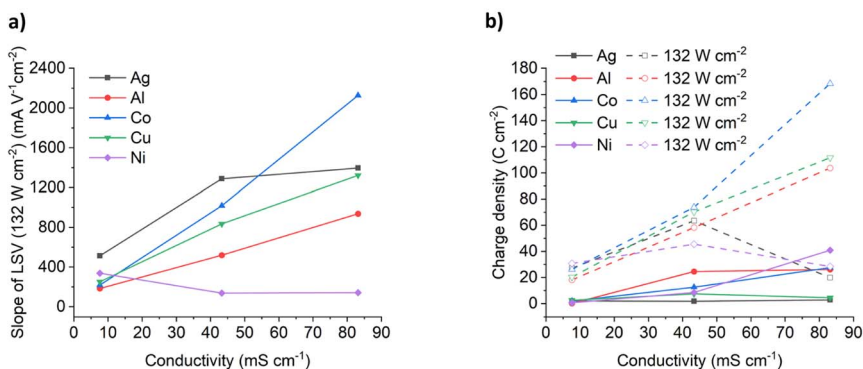 a)
Slope of LSV (132 W cm⁻²) (mA V⁻¹cm⁻²)
2400
2000
1600
1200
800
400
0
Ag
Al
Co
Cu
Ni
0 10 20 30 40 50 60 70 80 90
Conductivity (mS cm⁻¹)
b)
Charge density (C cm⁻²)
180
160
140
120
100
80
60
40
20
0
Ag 132 W cm⁻²
Al 132 W cm⁻²
Co 132 W cm⁻²
Cu 132 W cm⁻²
Ni 132 W cm⁻²
0 10 20 30 40 50 60 70 80 90
Conductivity (mS cm⁻¹)